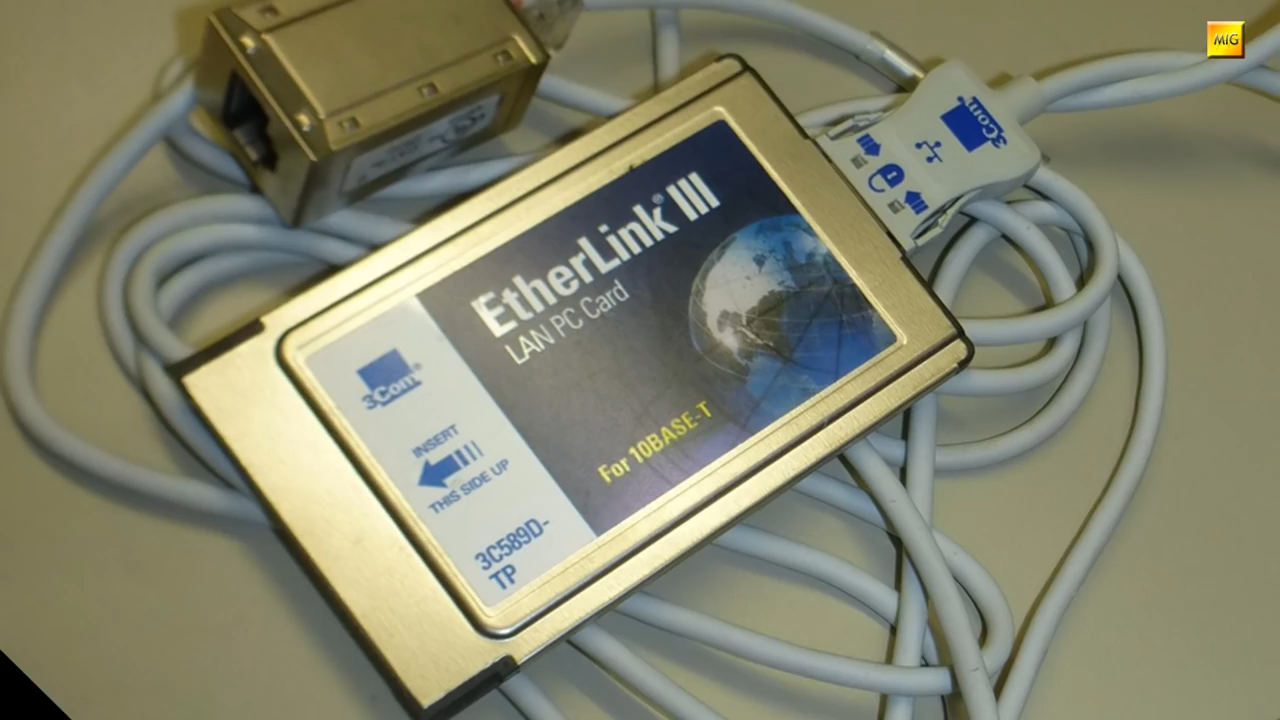 MIG
3Com
EtherLink® III
LAN PC Card
For 10BASE-T
3Com®
INSERT
THIS SIDE UP
3C589D-
TP